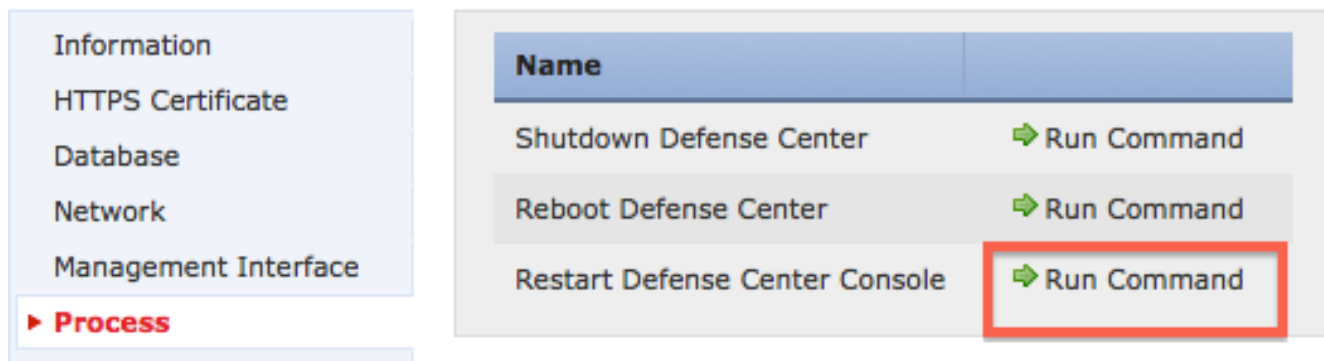 Information
HTTPS Certificate
Database
Network
Management Interface
Process
Name
Shutdown Defense Center Run Command
Reboot Defense Center Run Command
Restart Defense Center Console Run Command